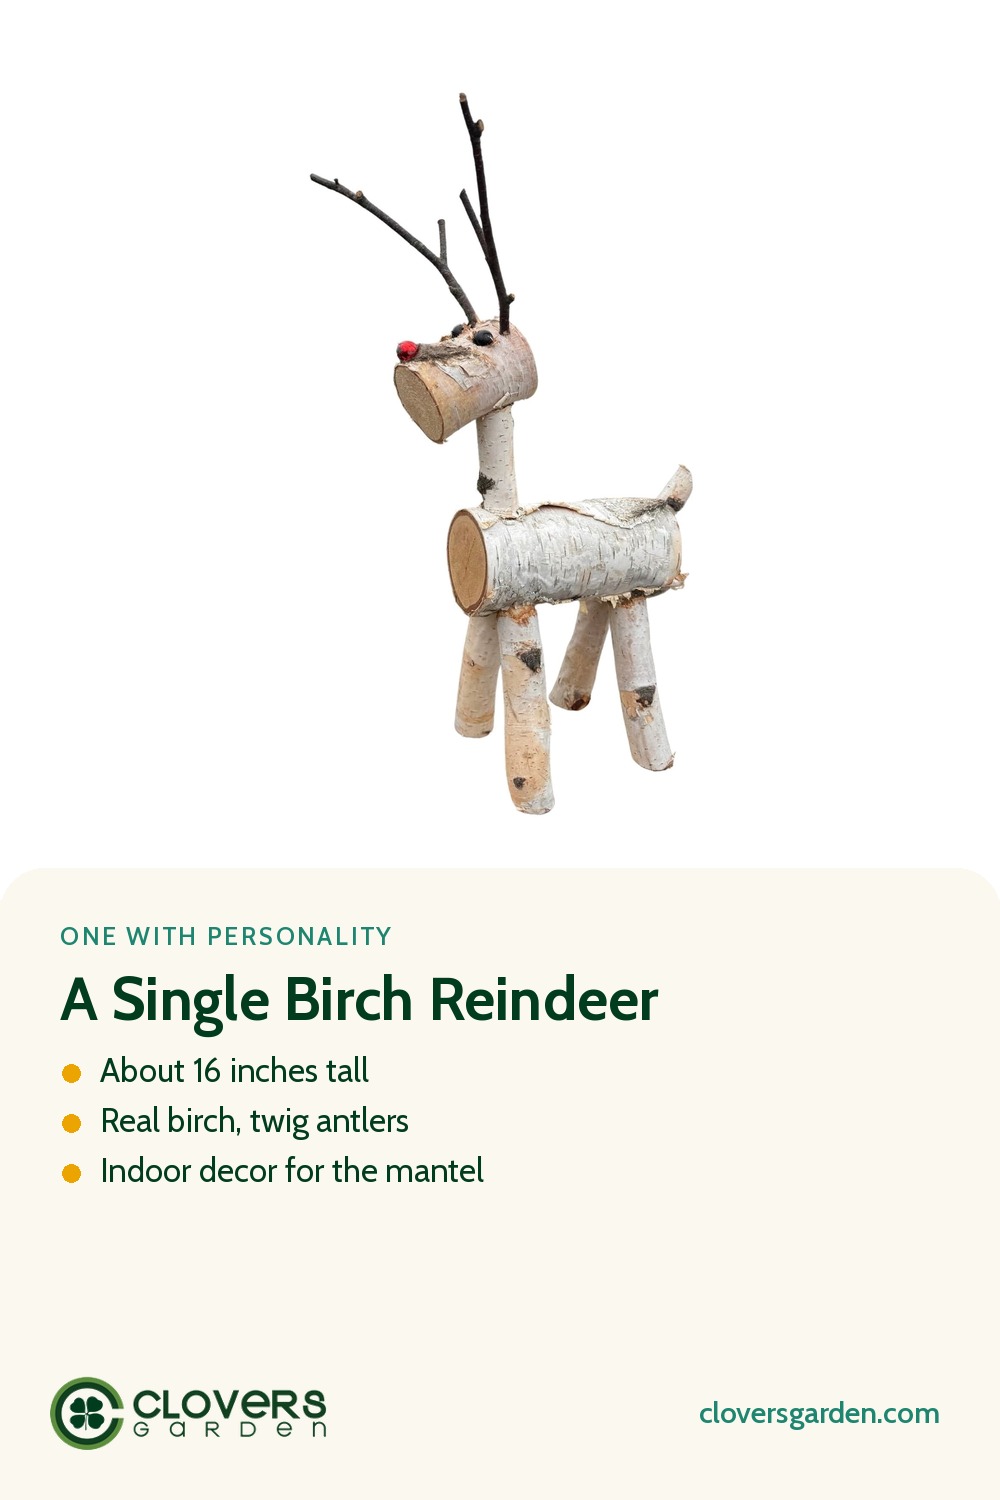 ONE WITH PERSONALITY
A Single Birch Reindeer
About 16 inches tall
Real birch, twig antlers
Indoor decor for the mantel
CLOVERS
GARDEN
cloversgarden.com